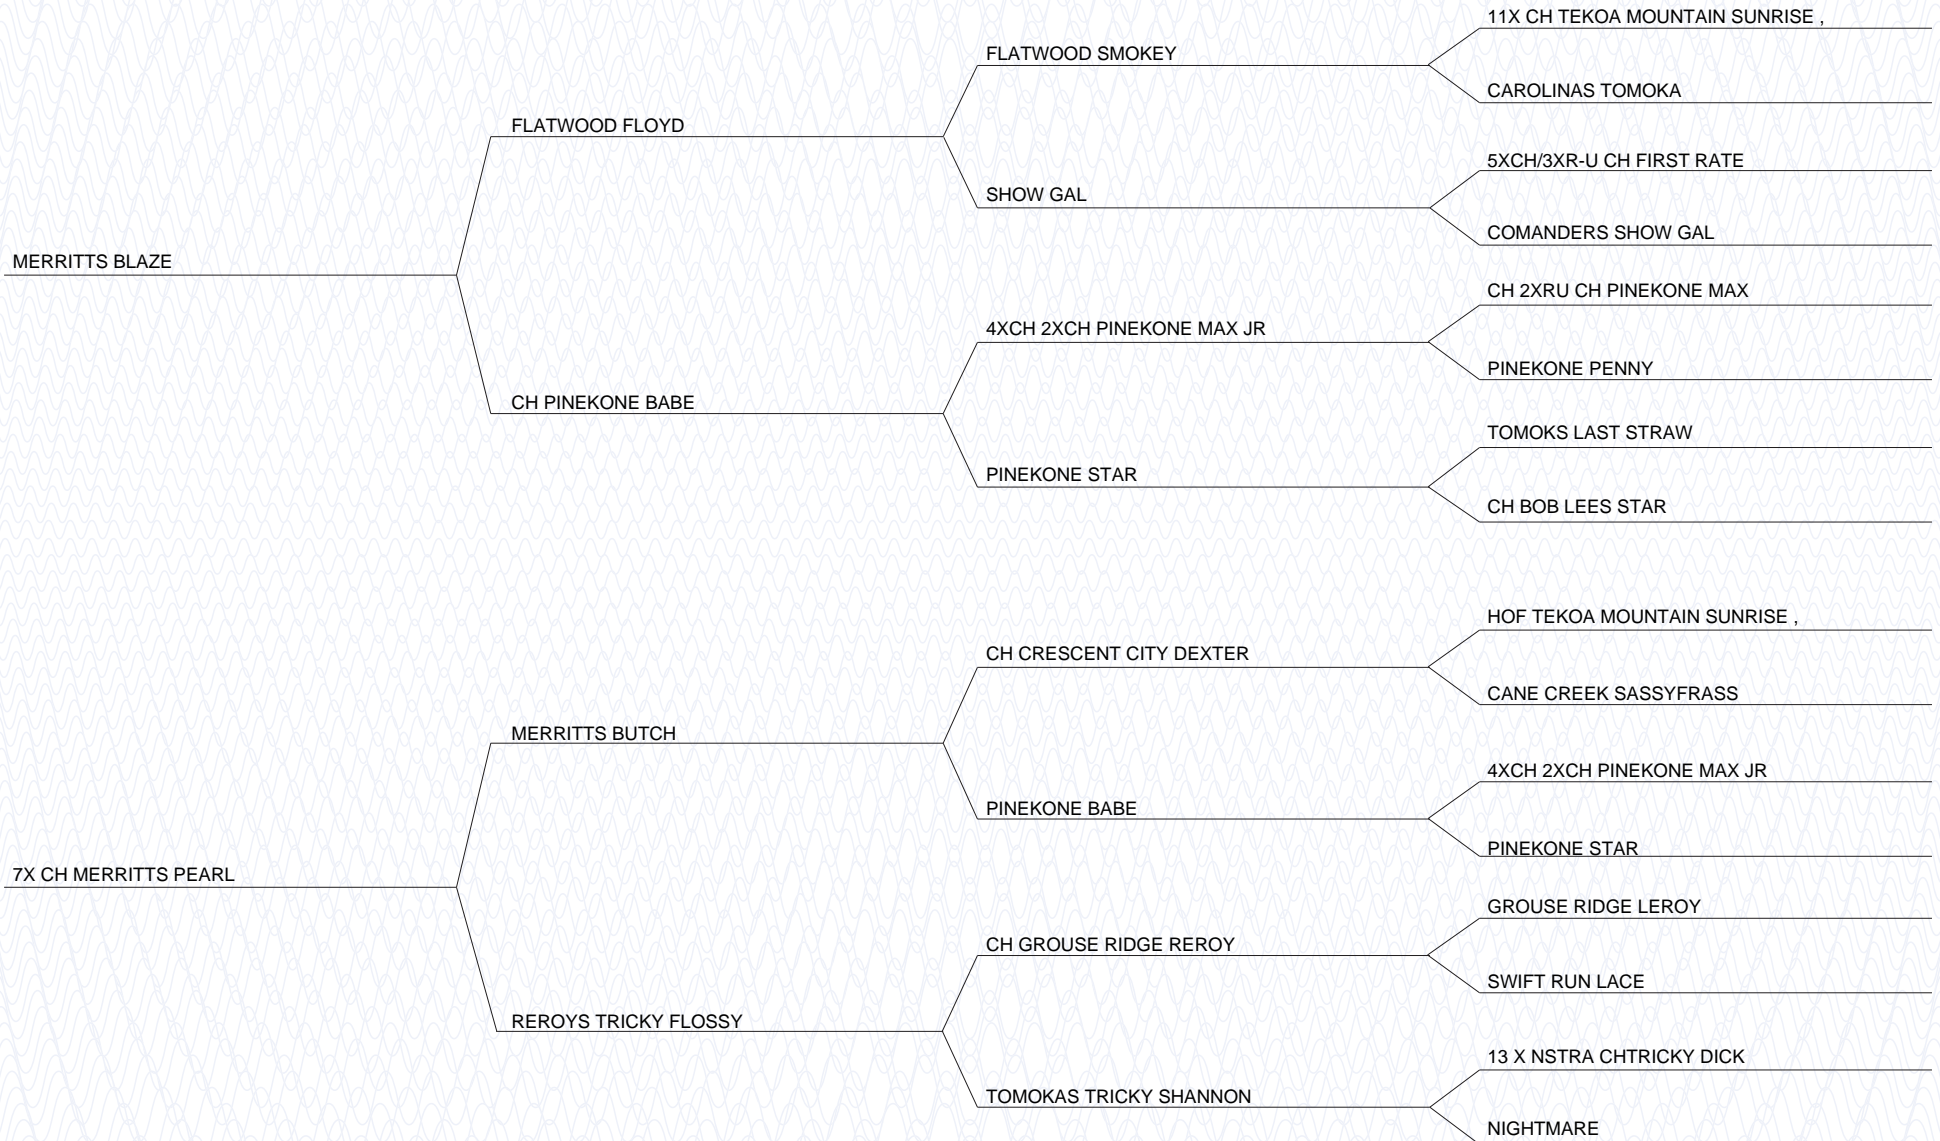 11X CH TEKOA MOUNTAIN SUNRISE ,
FLATWOOD SMOKEY
CAROLINAS TOMOKA
FLATWOOD FLOYD
5XCH/3XR-U CH FIRST RATE
SHOW GAL
COMANDERS SHOW GAL
MERRITTS BLAZE
CH 2XRU CH PINEKONE MAX
4XCH 2XCH PINEKONE MAX JR
PINEKONE PENNY
CH PINEKONE BABE
TOMOKS LAST STRAW
PINEKONE STAR
CH BOB LEES STAR
HOF TEKOA MOUNTAIN SUNRISE ,
CH CRESCENT CITY DEXTER
CANE CREEK SASSYFRASS
MERRITTS BUTCH
4XCH 2XCH PINEKONE MAX JR
PINEKONE BABE
PINEKONE STAR
7X CH MERRITTS PEARL
GROUSE RIDGE LEROY
CH GROUSE RIDGE REROY
SWIFT RUN LACE
REROYS TRICKY FLOSSY
13 X NSTRA CHTRICKY DICK
TOMOKAS TRICKY SHANNON
NIGHTMARE